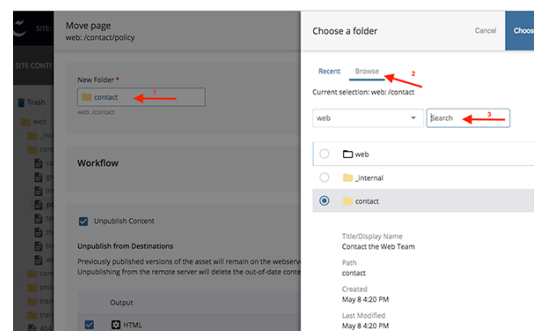 SITE:
Move page
web: /contact/policy
SITE CONTE
New Folder *
contact
1
web: /contact
Trash
web
_int
con
Workflow
Unpublish Content
Unpublish from Destinations
Previously published versions of the asset will remain on the webserv
Unpublishing from the remote server will delete the out-of-date conte
Output
HTML
Choose a folder
Cancel
Choos
Recent
Browse
2
Current selection: web: /contact
web
Search
3
web
_internal
contact
Title/Display Name
Contact the Web Team
Path
contact
Created
May 8 4:20 PM
Last Modified
May 8 4:20 PM